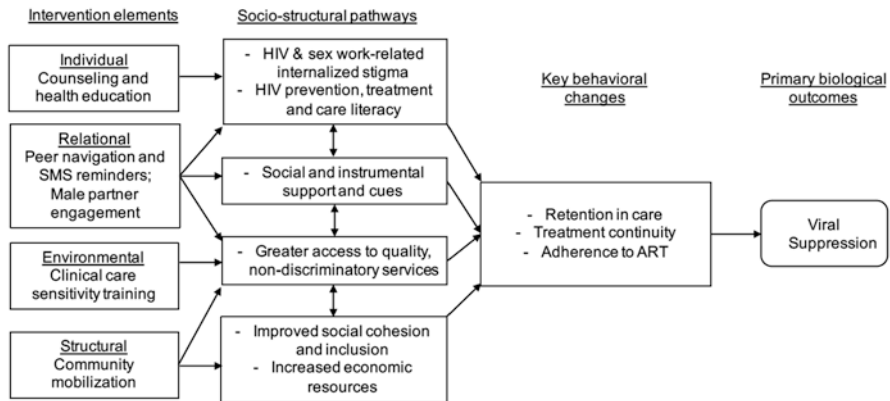 Intervention elements
Individual
Counseling and
health education
Relational
Peer navigation and
SMS reminders;
Male partner
engagement
Environmental
Clinical care
sensitivity training
Structural
Community
mobilization
Socio-structural pathways
- HIV & sex work-related
internalized stigma
- HIV prevention, treatment
and care literacy
- Social and instrumental
support and cues
- Greater access to quality,
non-discriminatory services
- Improved social cohesion
and inclusion
- Increased economic
resources
Key behavioral
changes
- Retention in care
- Treatment continuity
- Adherence to ART
Primary biological
outcomes
Viral
Suppression